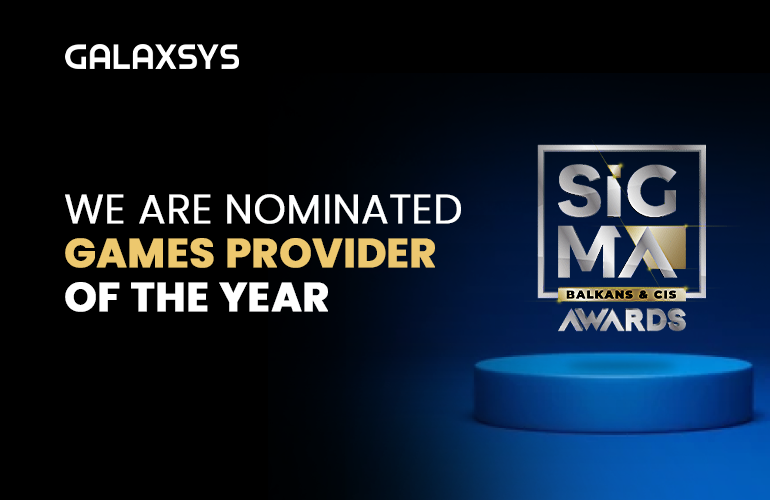 GALAXSYS
WE ARE NOMINATED
GAMES PROVIDER
OF THE YEAR
SiG
MA
BALKANS & CIS
AWARDS